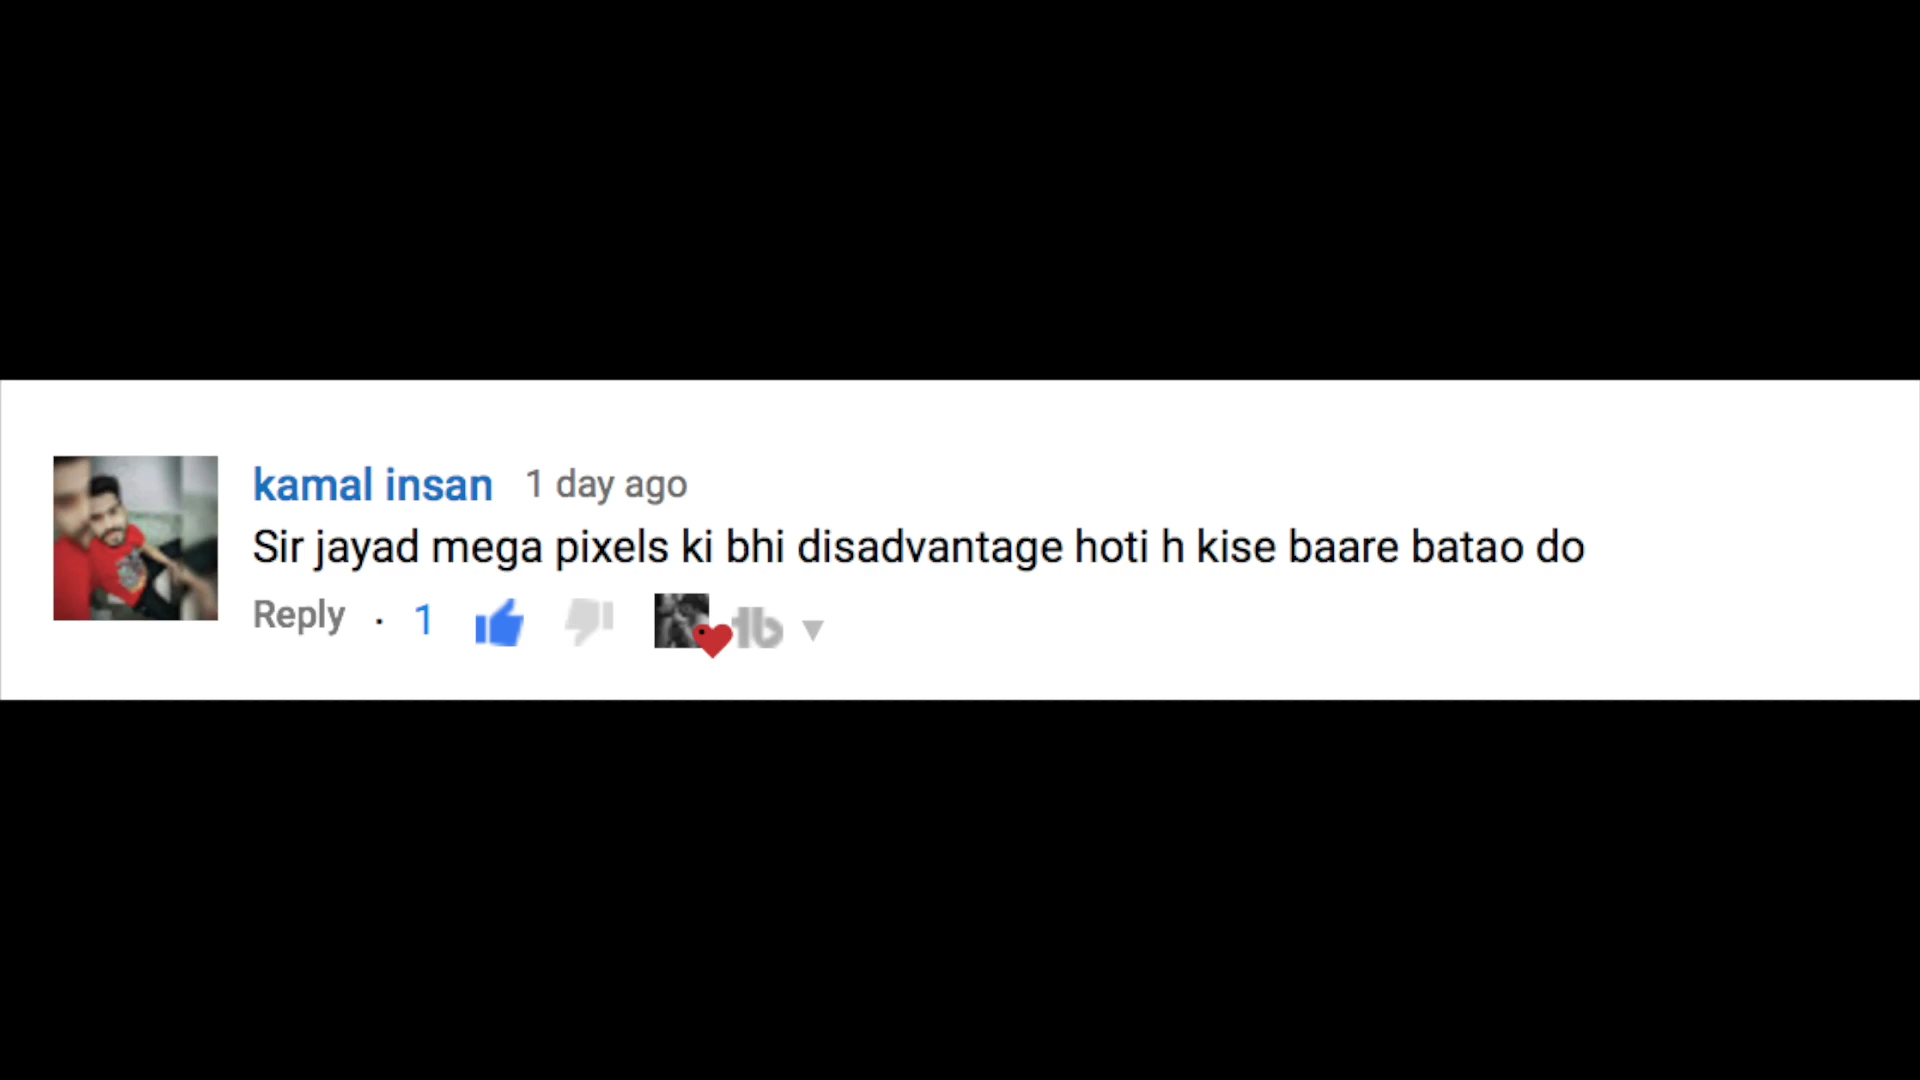 kamal insan 1 day ago
Sir jayad mega pixels ki bhi disadvantage hoti h kise baare batao do
Reply · 1